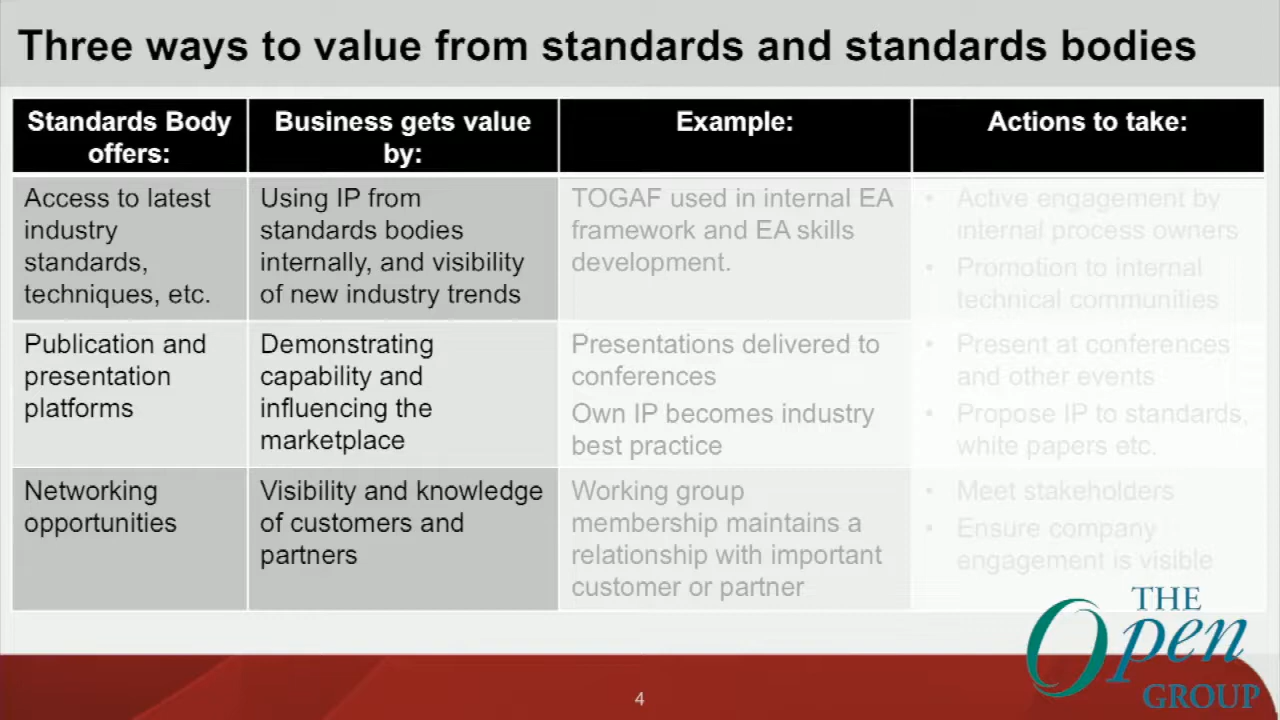 Three ways to value from standards and standards bodies
Standards Body
offers:
Business gets value
by:
Example:
Actions to take:
Access to latest
industry
standards,
techniques, etc.
Using IP from
standards bodies
internally, and visibility
of new industry trends
TOGAF used in internal EA
framework and EA skills
development.
• Active engagement by
internal process owners
• Promotion to internal
technical communities
Publication and
presentation
platforms
Demonstrating
capability and
influencing the
marketplace
Presentations delivered to
conferences
Own IP becomes industry
best practice
• Present at conferences
and other events
• Propose IP to standards,
white papers etc.
Networking
opportunities
Visibility and knowledge
of customers and
partners
Working group
membership maintains a
relationship with important
customer or partner
• Meet stakeholders
• Ensure company
engagement is visible
THE
Open
GROUP
4